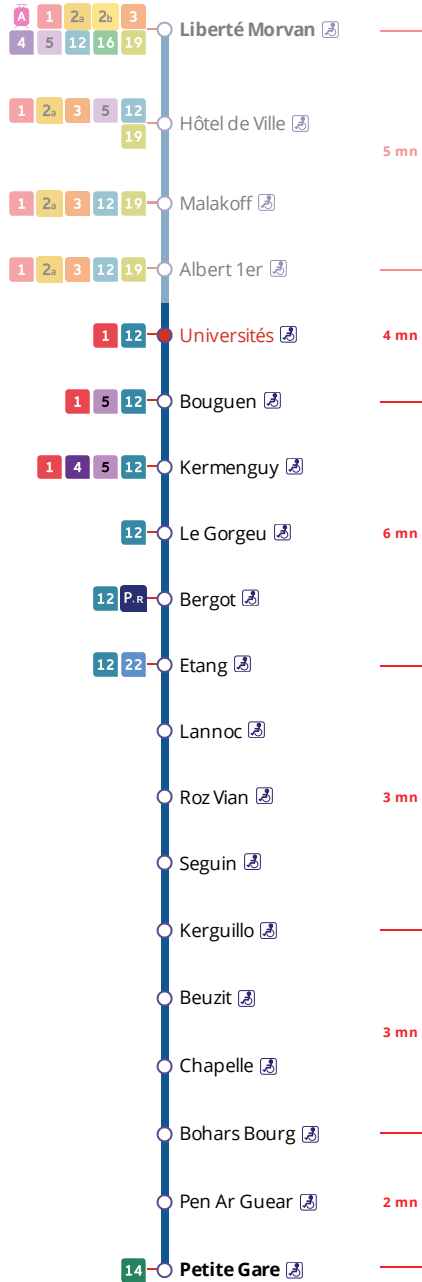 A 1 2a 2b 3
4 5 12 16 19
Liberté Morvan
1 2a 3 5 12
19
Hôtel de Ville
5 mn
1 2a 3 12 19 Malakoff
1 2a 3 12 19 Albert 1er
1 12 Universités 4 mn
1 5 12 Bouguen
1 4 5 12 Kermenguy
12 Le Gorgeu 6 mn
12 P+R Bergot
12 22 Etang
Lannoc
Roz Vian 3 mn
Seguin
Kerguillo
Beuzit
3 mn
Chapelle
Bohars Bourg
Pen Ar Guear 2 mn
14 Petite Gare